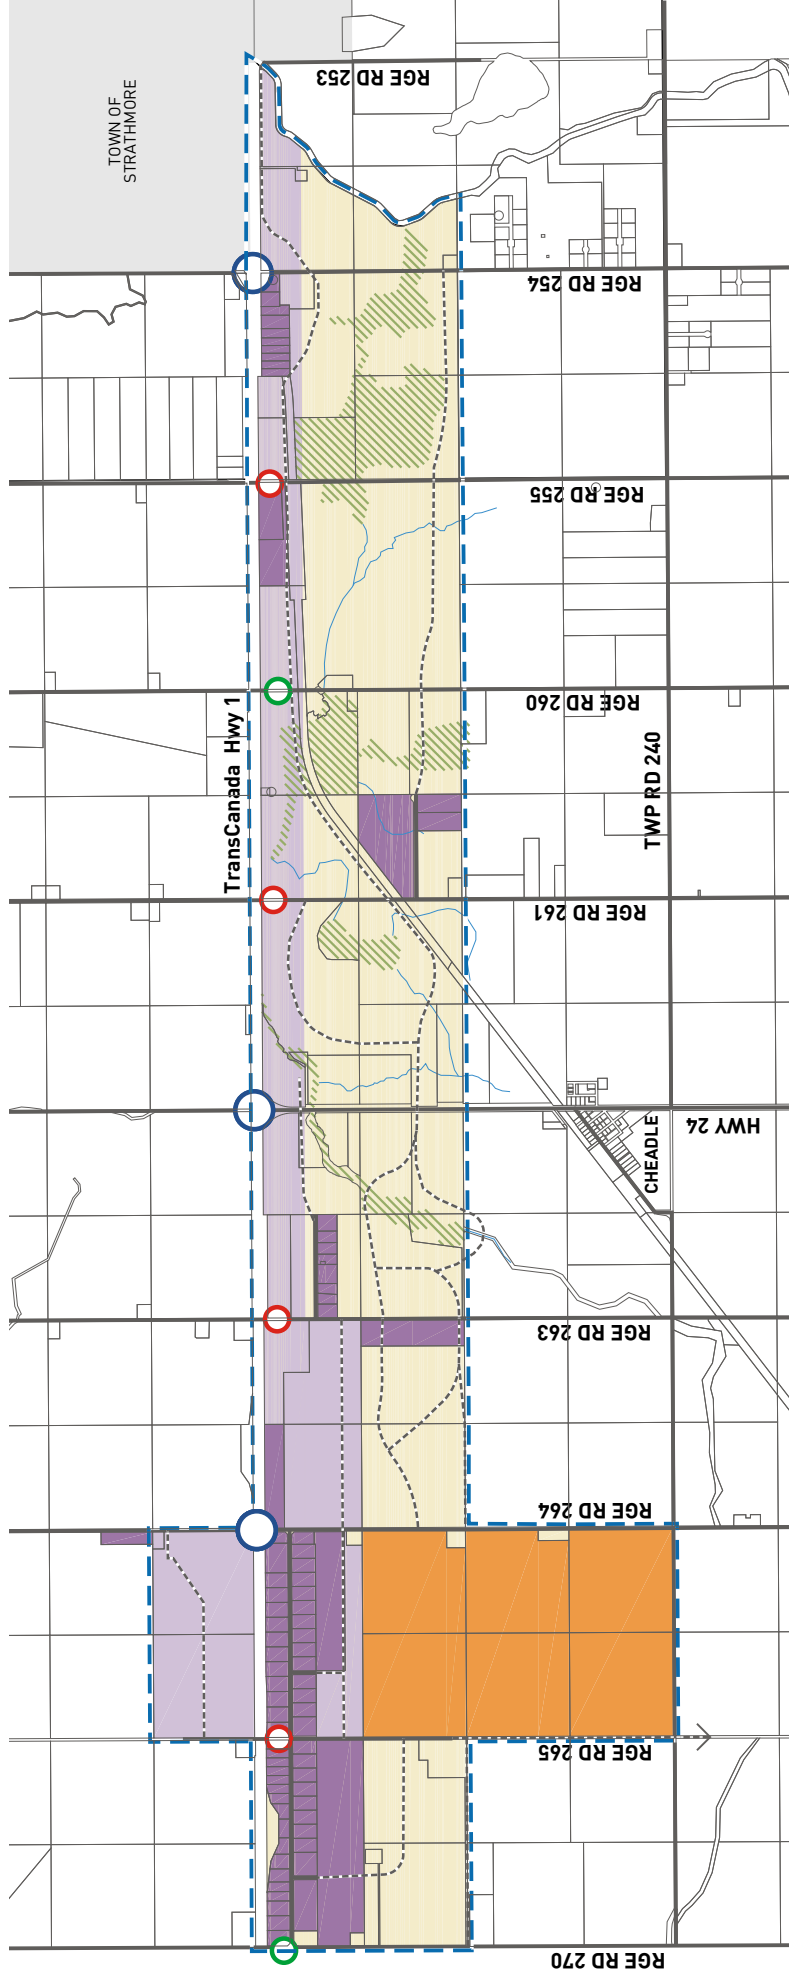 TOWN OF
STRATHMORE
RGE RD 253
RGE RD 254
RGE RD 255
RGE RD 260
TransCanada Hwy 1
TWP RD 240
RGE RD 261
HWY 24
CHEADLE
RGE RD 263
RGE RD 264
RGE RD 265
RGE RD 270